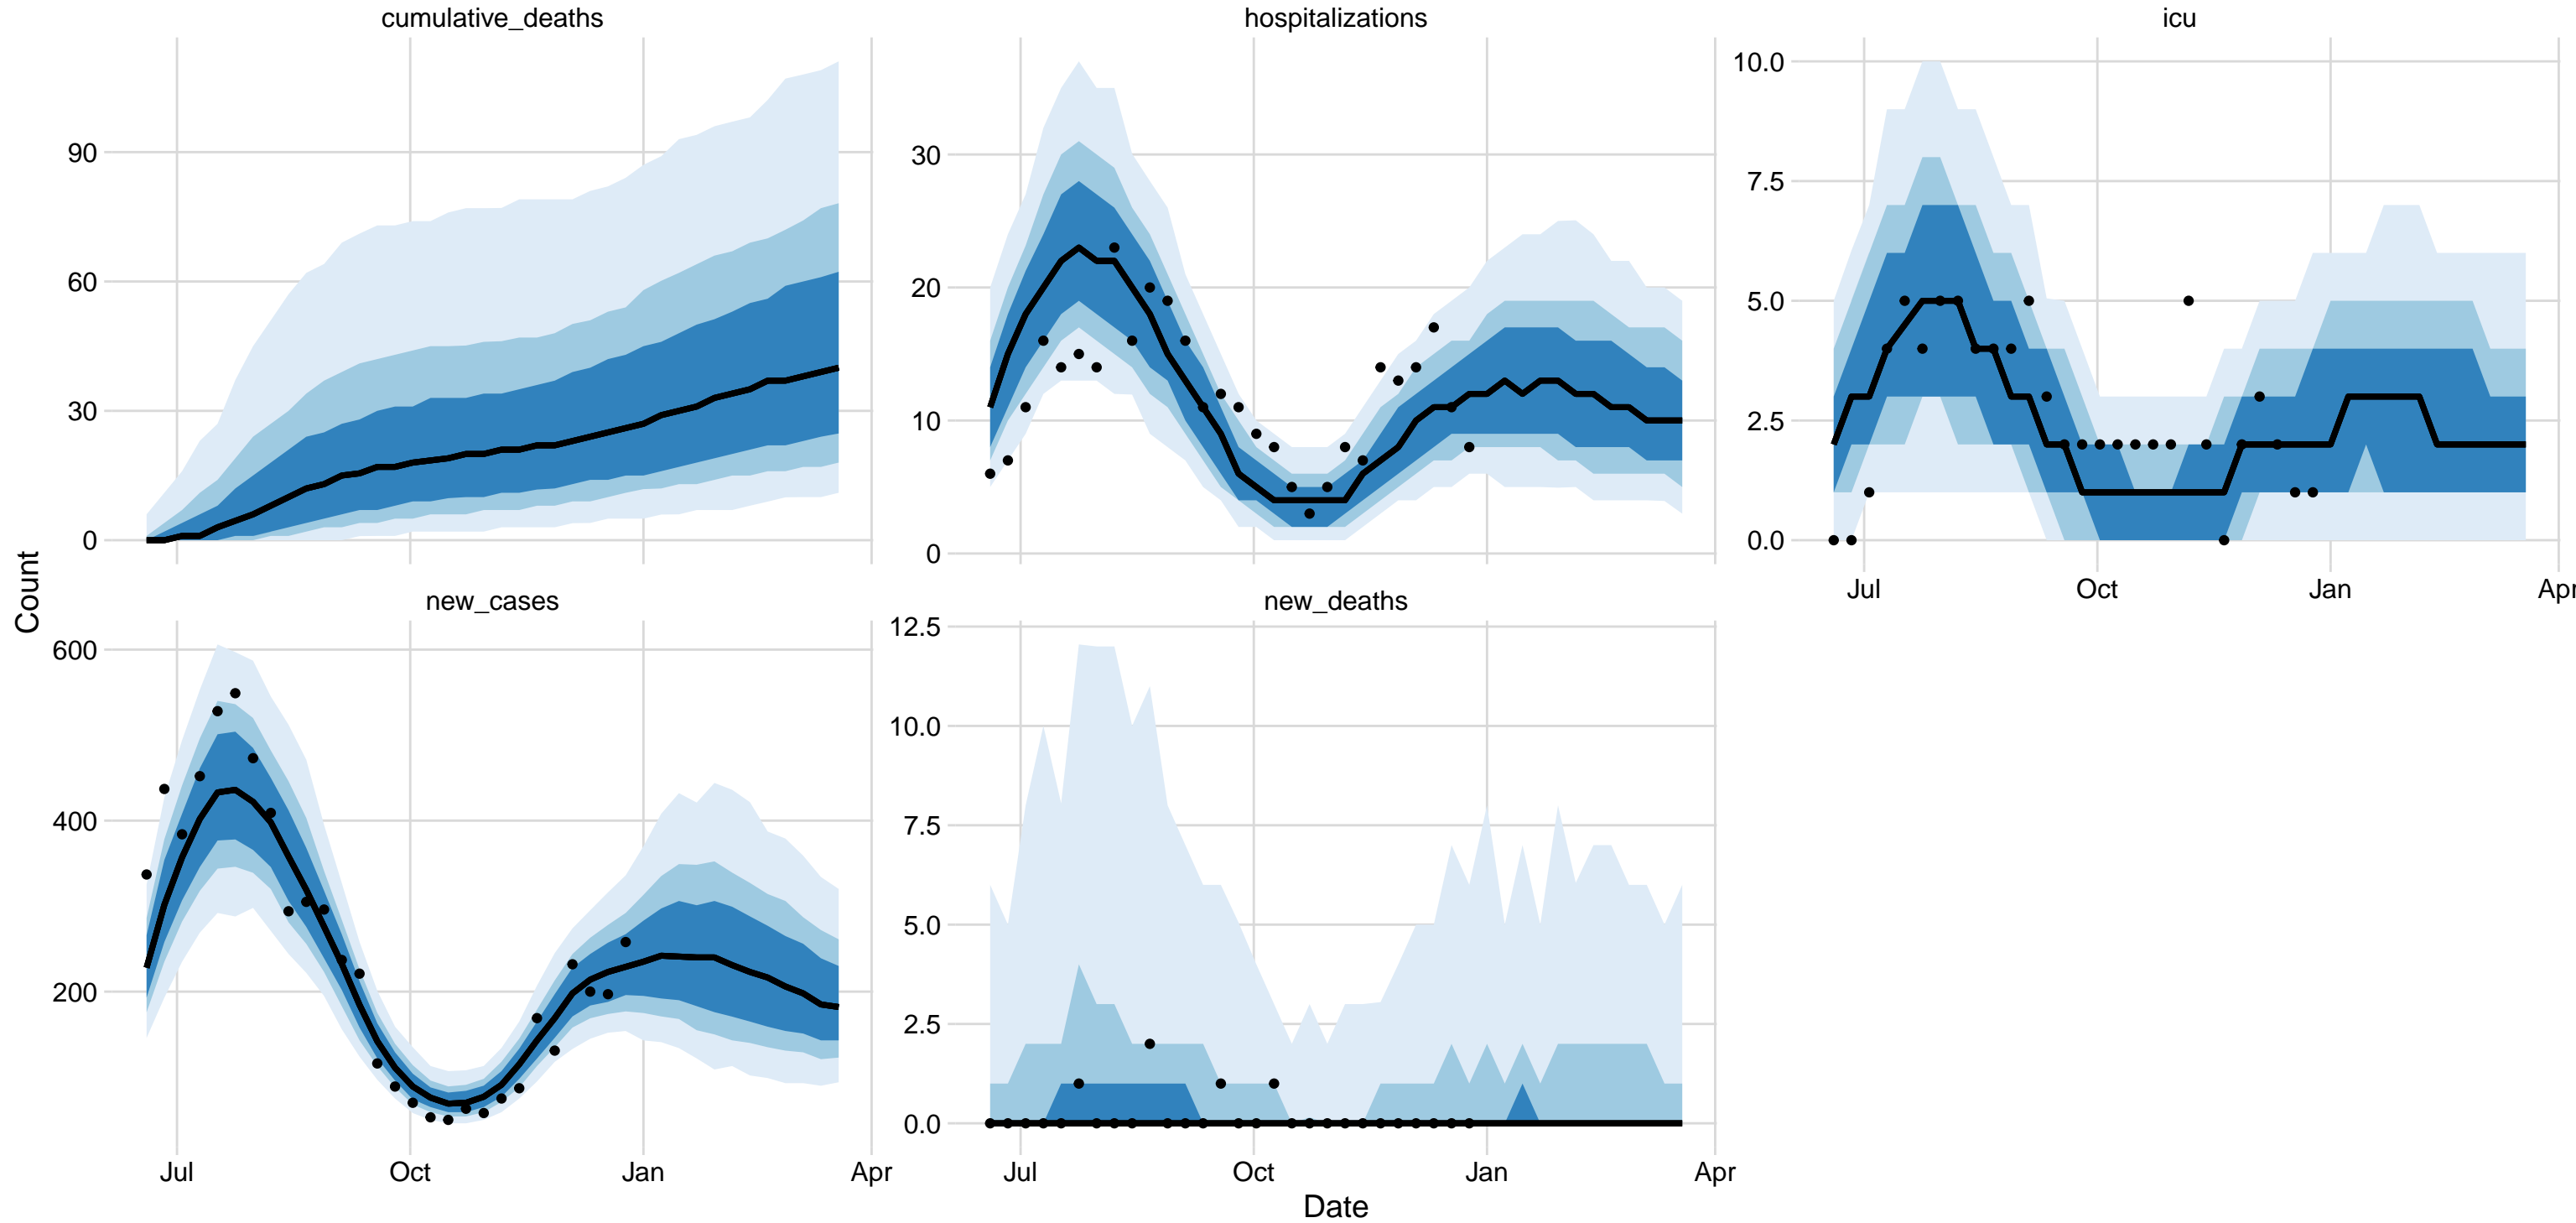 cumulative_deaths
hospitalizations
icu
90
60
30
0
30
20
10
0
10.0
7.5
5.0
2.5
0.0
Jul
Oct
Jan
Apr
Count
new_cases
new_deaths
600
400
200
12.5
10.0
7.5
5.0
2.5
0.0
Jul
Oct
Jan
Apr
Jul
Oct
Jan
Apr
Date